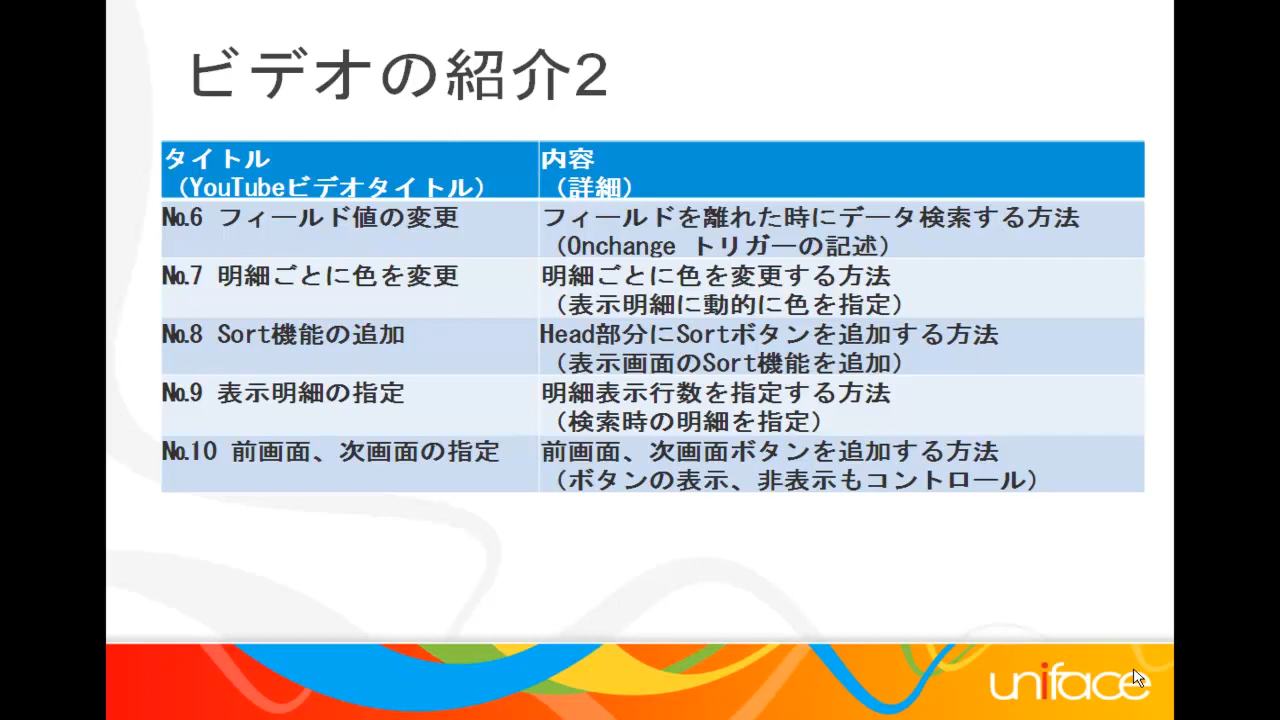 ビデオの紹介2
タイトル
（YouTubeビデオタイトル）
内容
（詳細）
№6 フィールド値の変更
フィールドを離れた時にデータ検索する方法
（Onchange トリガーの記述）
№7 明細ごとに色を変更
明細ごとに色を変更する方法
（表示明細に動的に色を指定）
№8 Sort機能の追加
Head部分にSortボタンを追加する方法
（表示画面のSort機能を追加）
№9 表示明細の指定
明細表示行数を指定する方法
（検索時の明細を指定）
№10 前画面、次画面の指定
前画面、次画面ボタンを追加する方法
（ボタンの表示、非表示もコントロール）
uniface